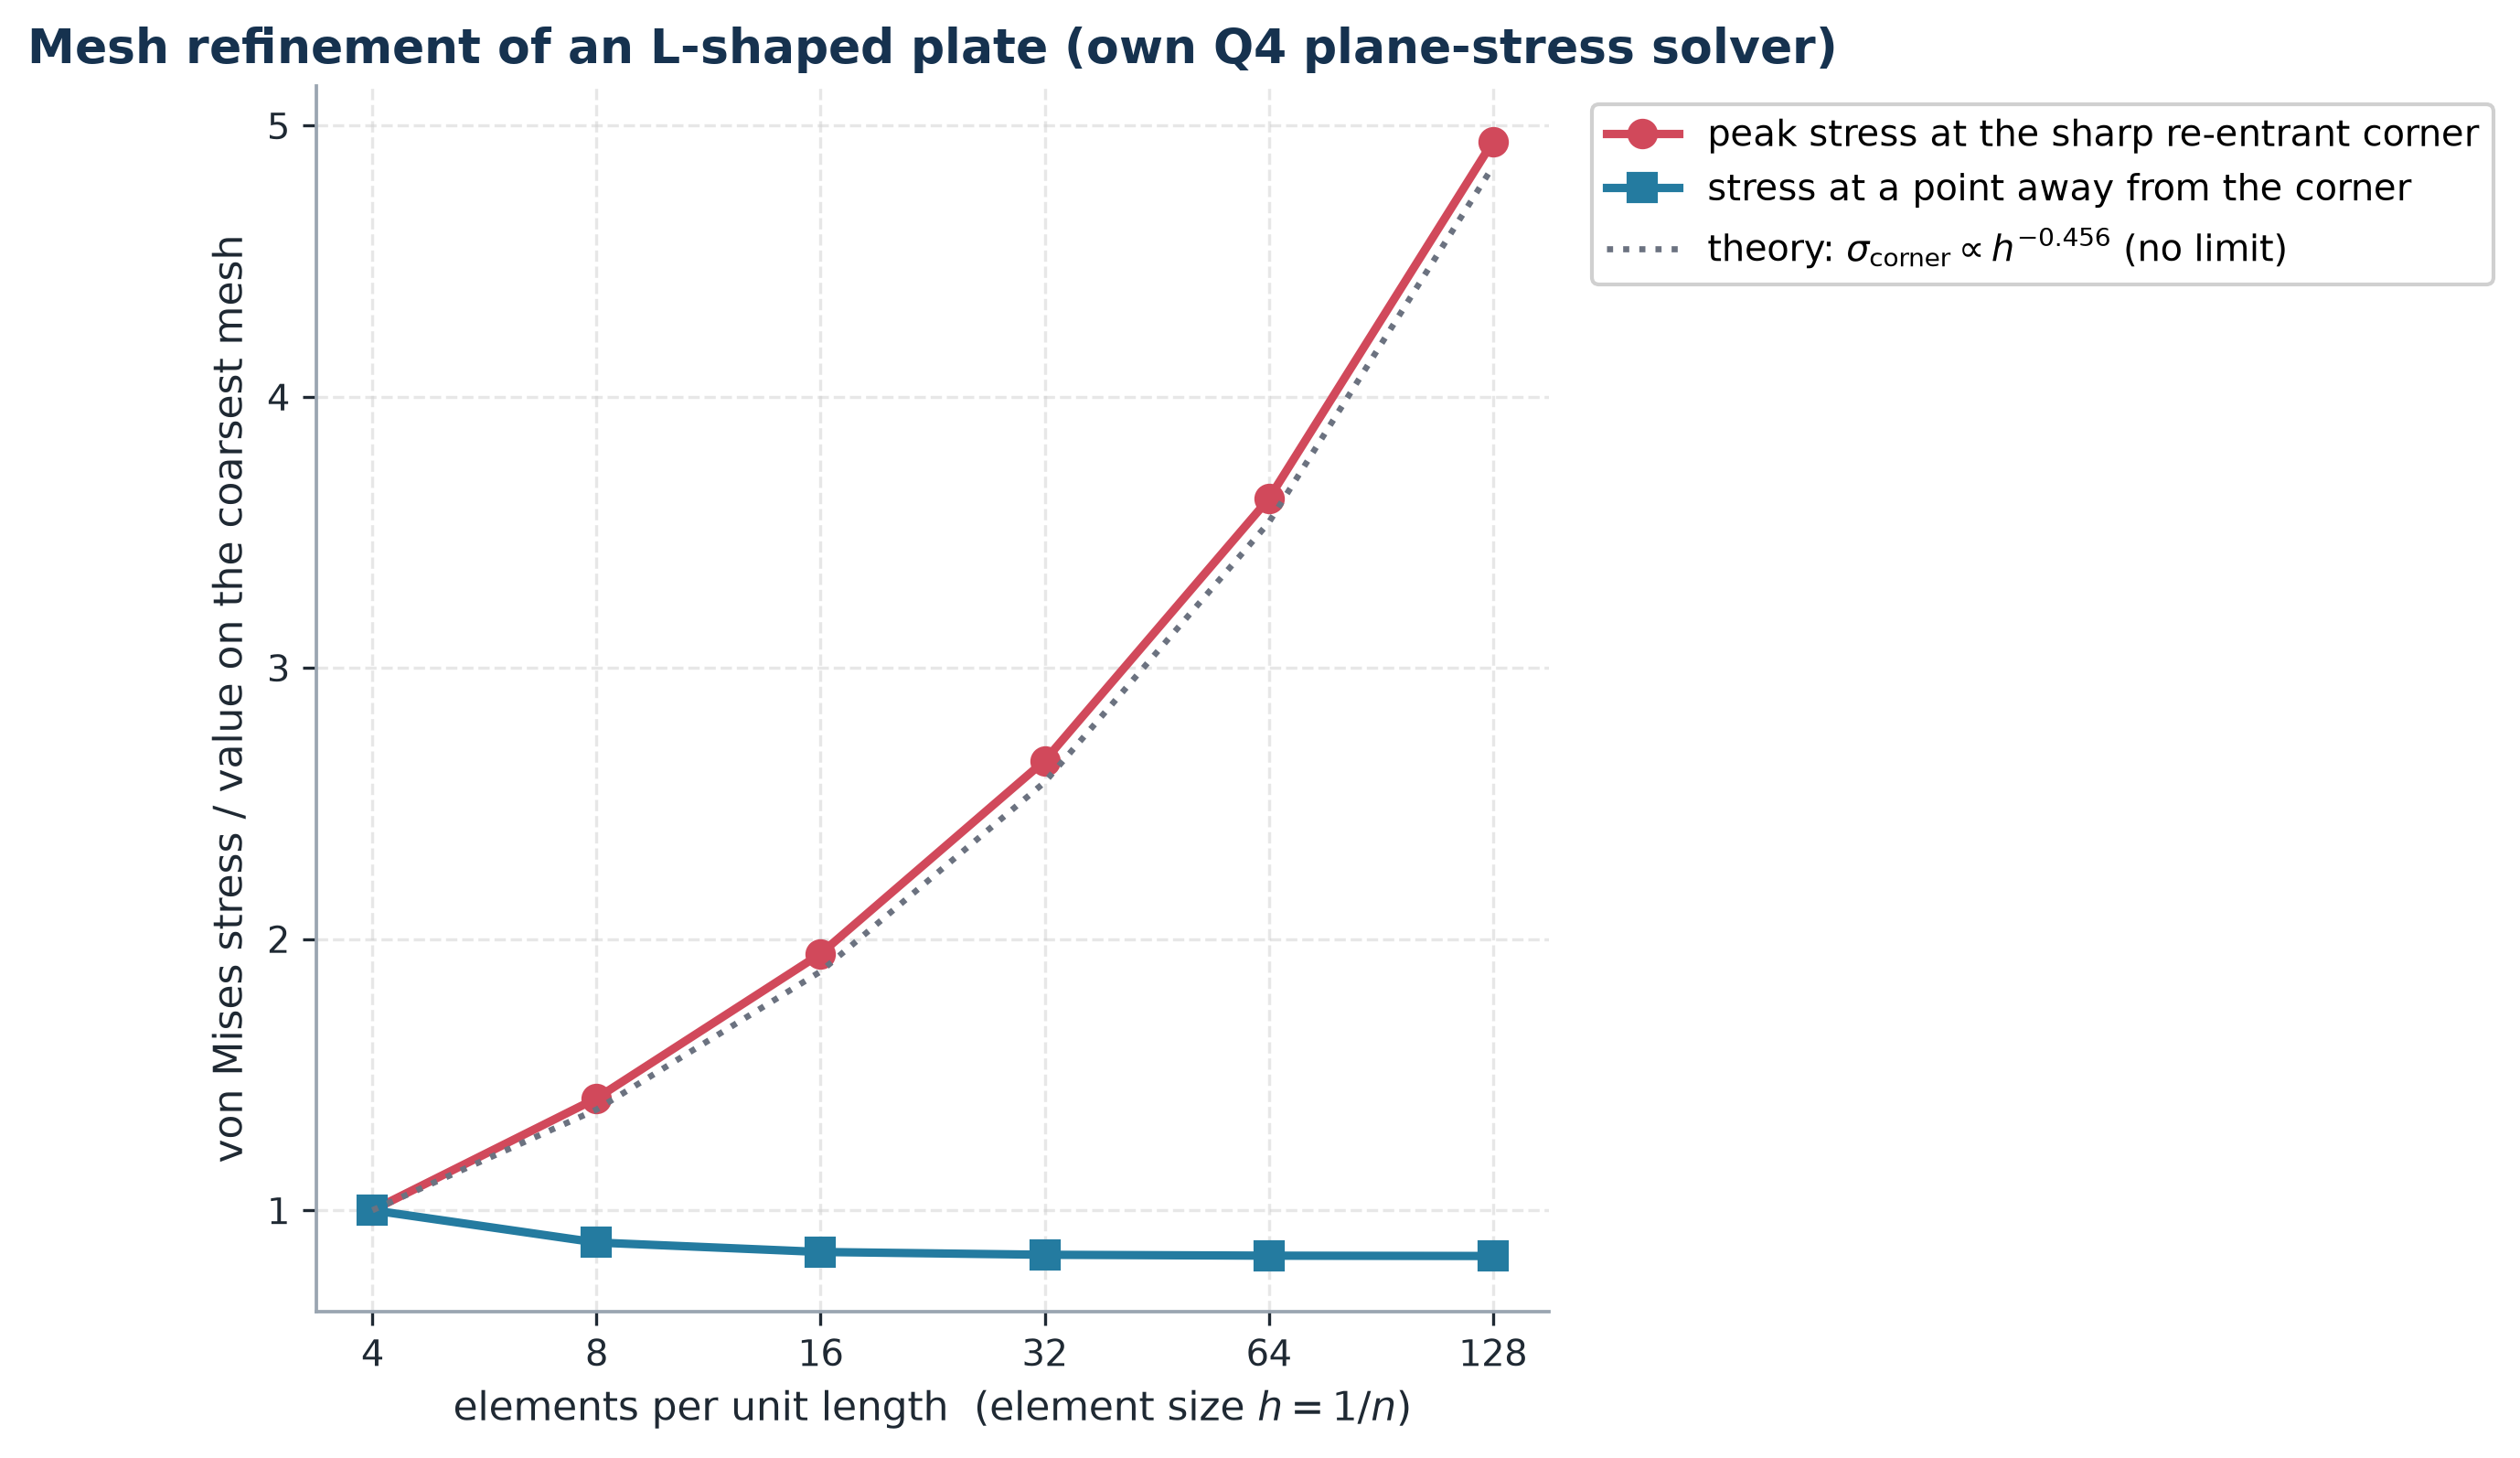 Mesh refinement of an L-shaped plate (own Q4 plane-stress solver)
peak stress at the sharp re-entrant corner
stress at a point away from the corner
theory: σ_corner ∝ h^−0.456 (no limit)
von Mises stress / value on the coarsest mesh
5
4
3
2
1
4 8 16 32 64 128
elements per unit length (element size h = 1/n)